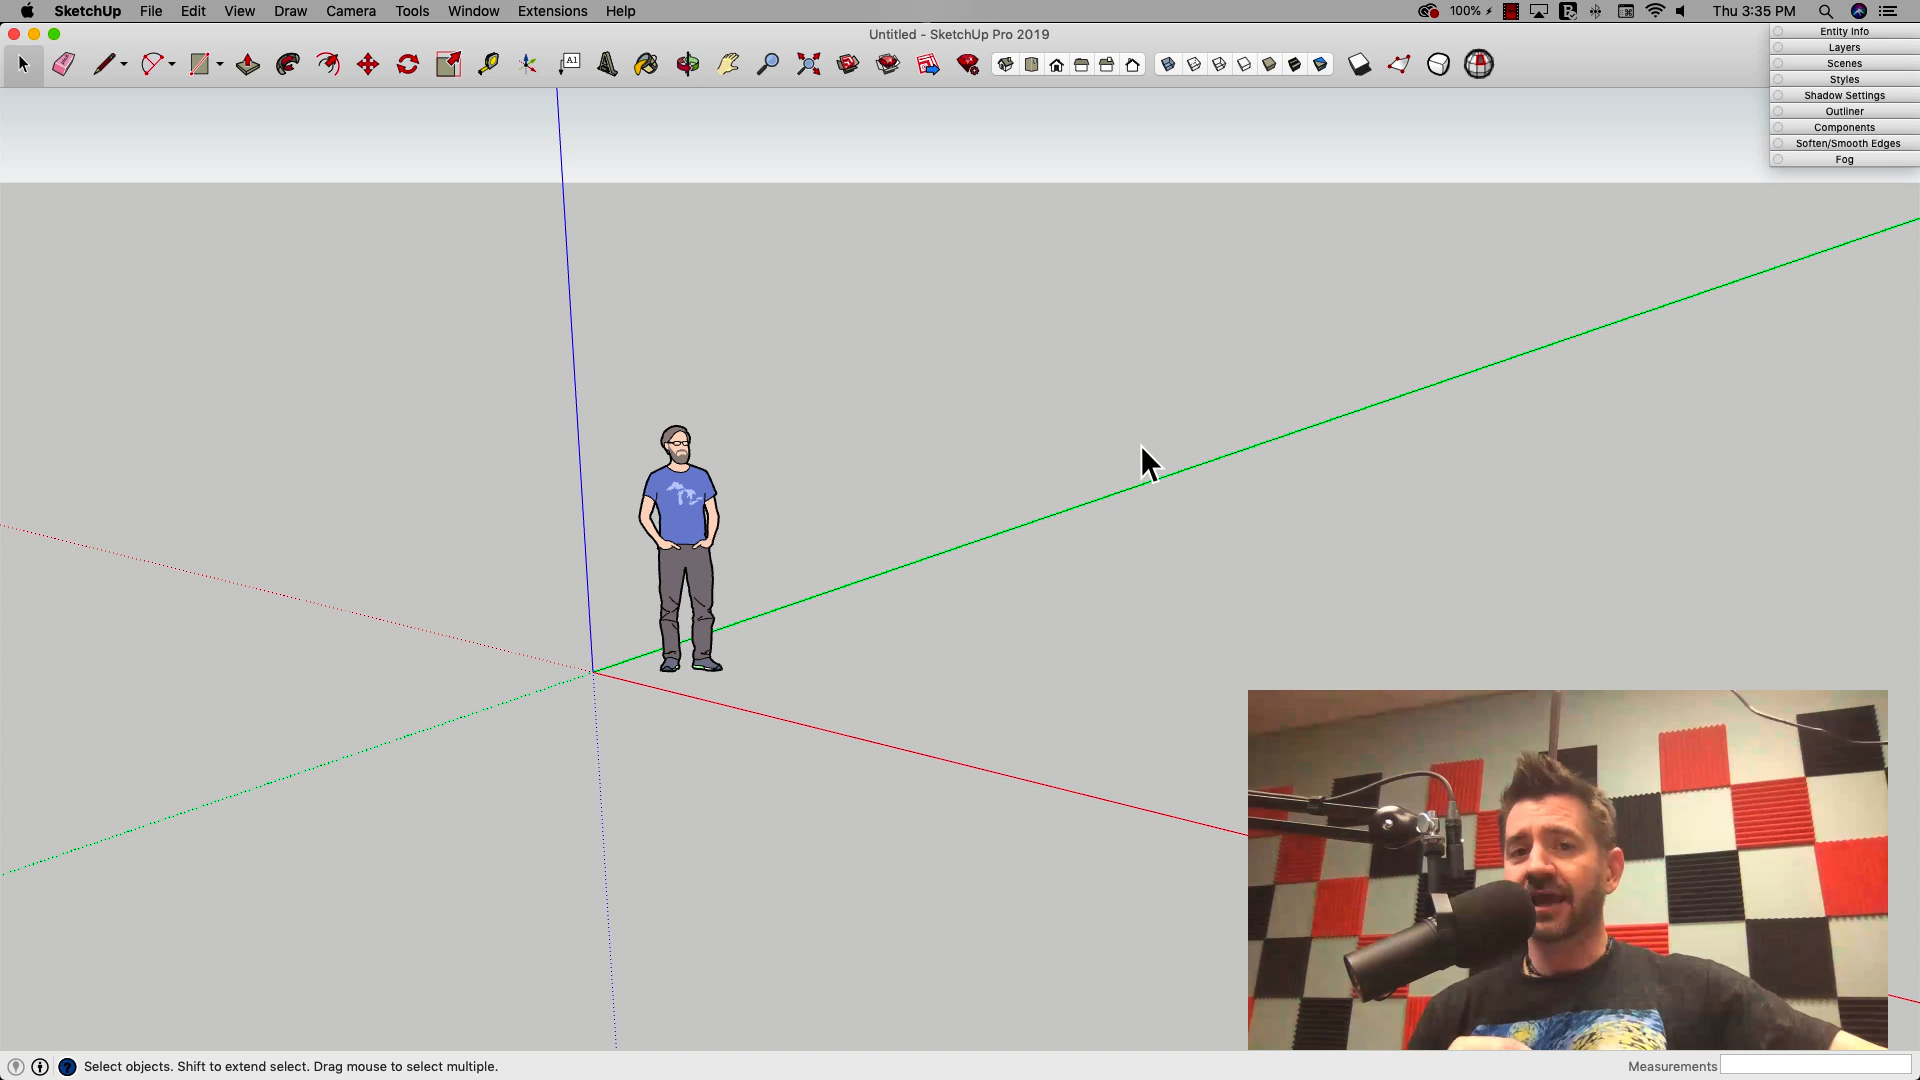 SketchUp File Edit View Draw Camera Tools Window Extensions Help 100% Thu 3:35 PM
Untitled - SketchUp Pro 2019
A1
Entity Info
Layers
Scenes
Styles
Shadow Settings
Outliner
Components
Soften/Smooth Edges
Fog
Select objects. Shift to extend select. Drag mouse to select multiple.
Measurements